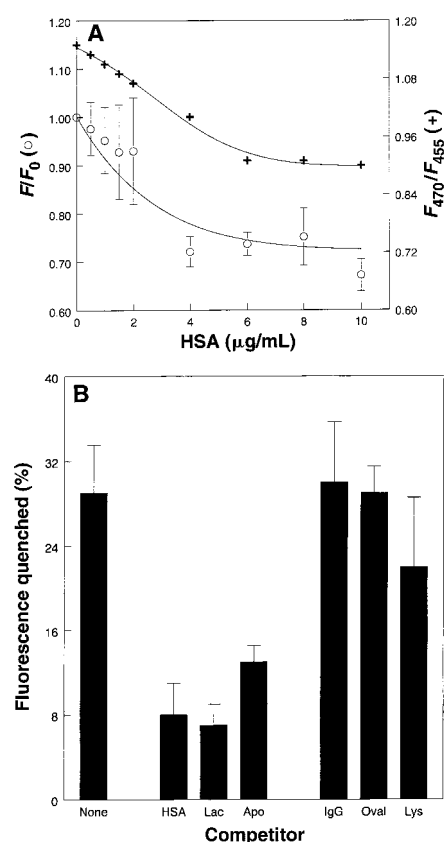 A
1.20
1.10
1.00
0.90
0.80
0.70
0.60
F/F₀ (○)
1.20
1.08
0.96
0.84
0.72
0.60
F₄₇₀/F₄₅₅ (+)
0
2
4
6
8
10
HSA (µg/mL)
B
40
32
24
16
8
0
Fluorescence quenched (%)
None
HSA
Lac
Apo
IgG
Oval
Lys
Competitor